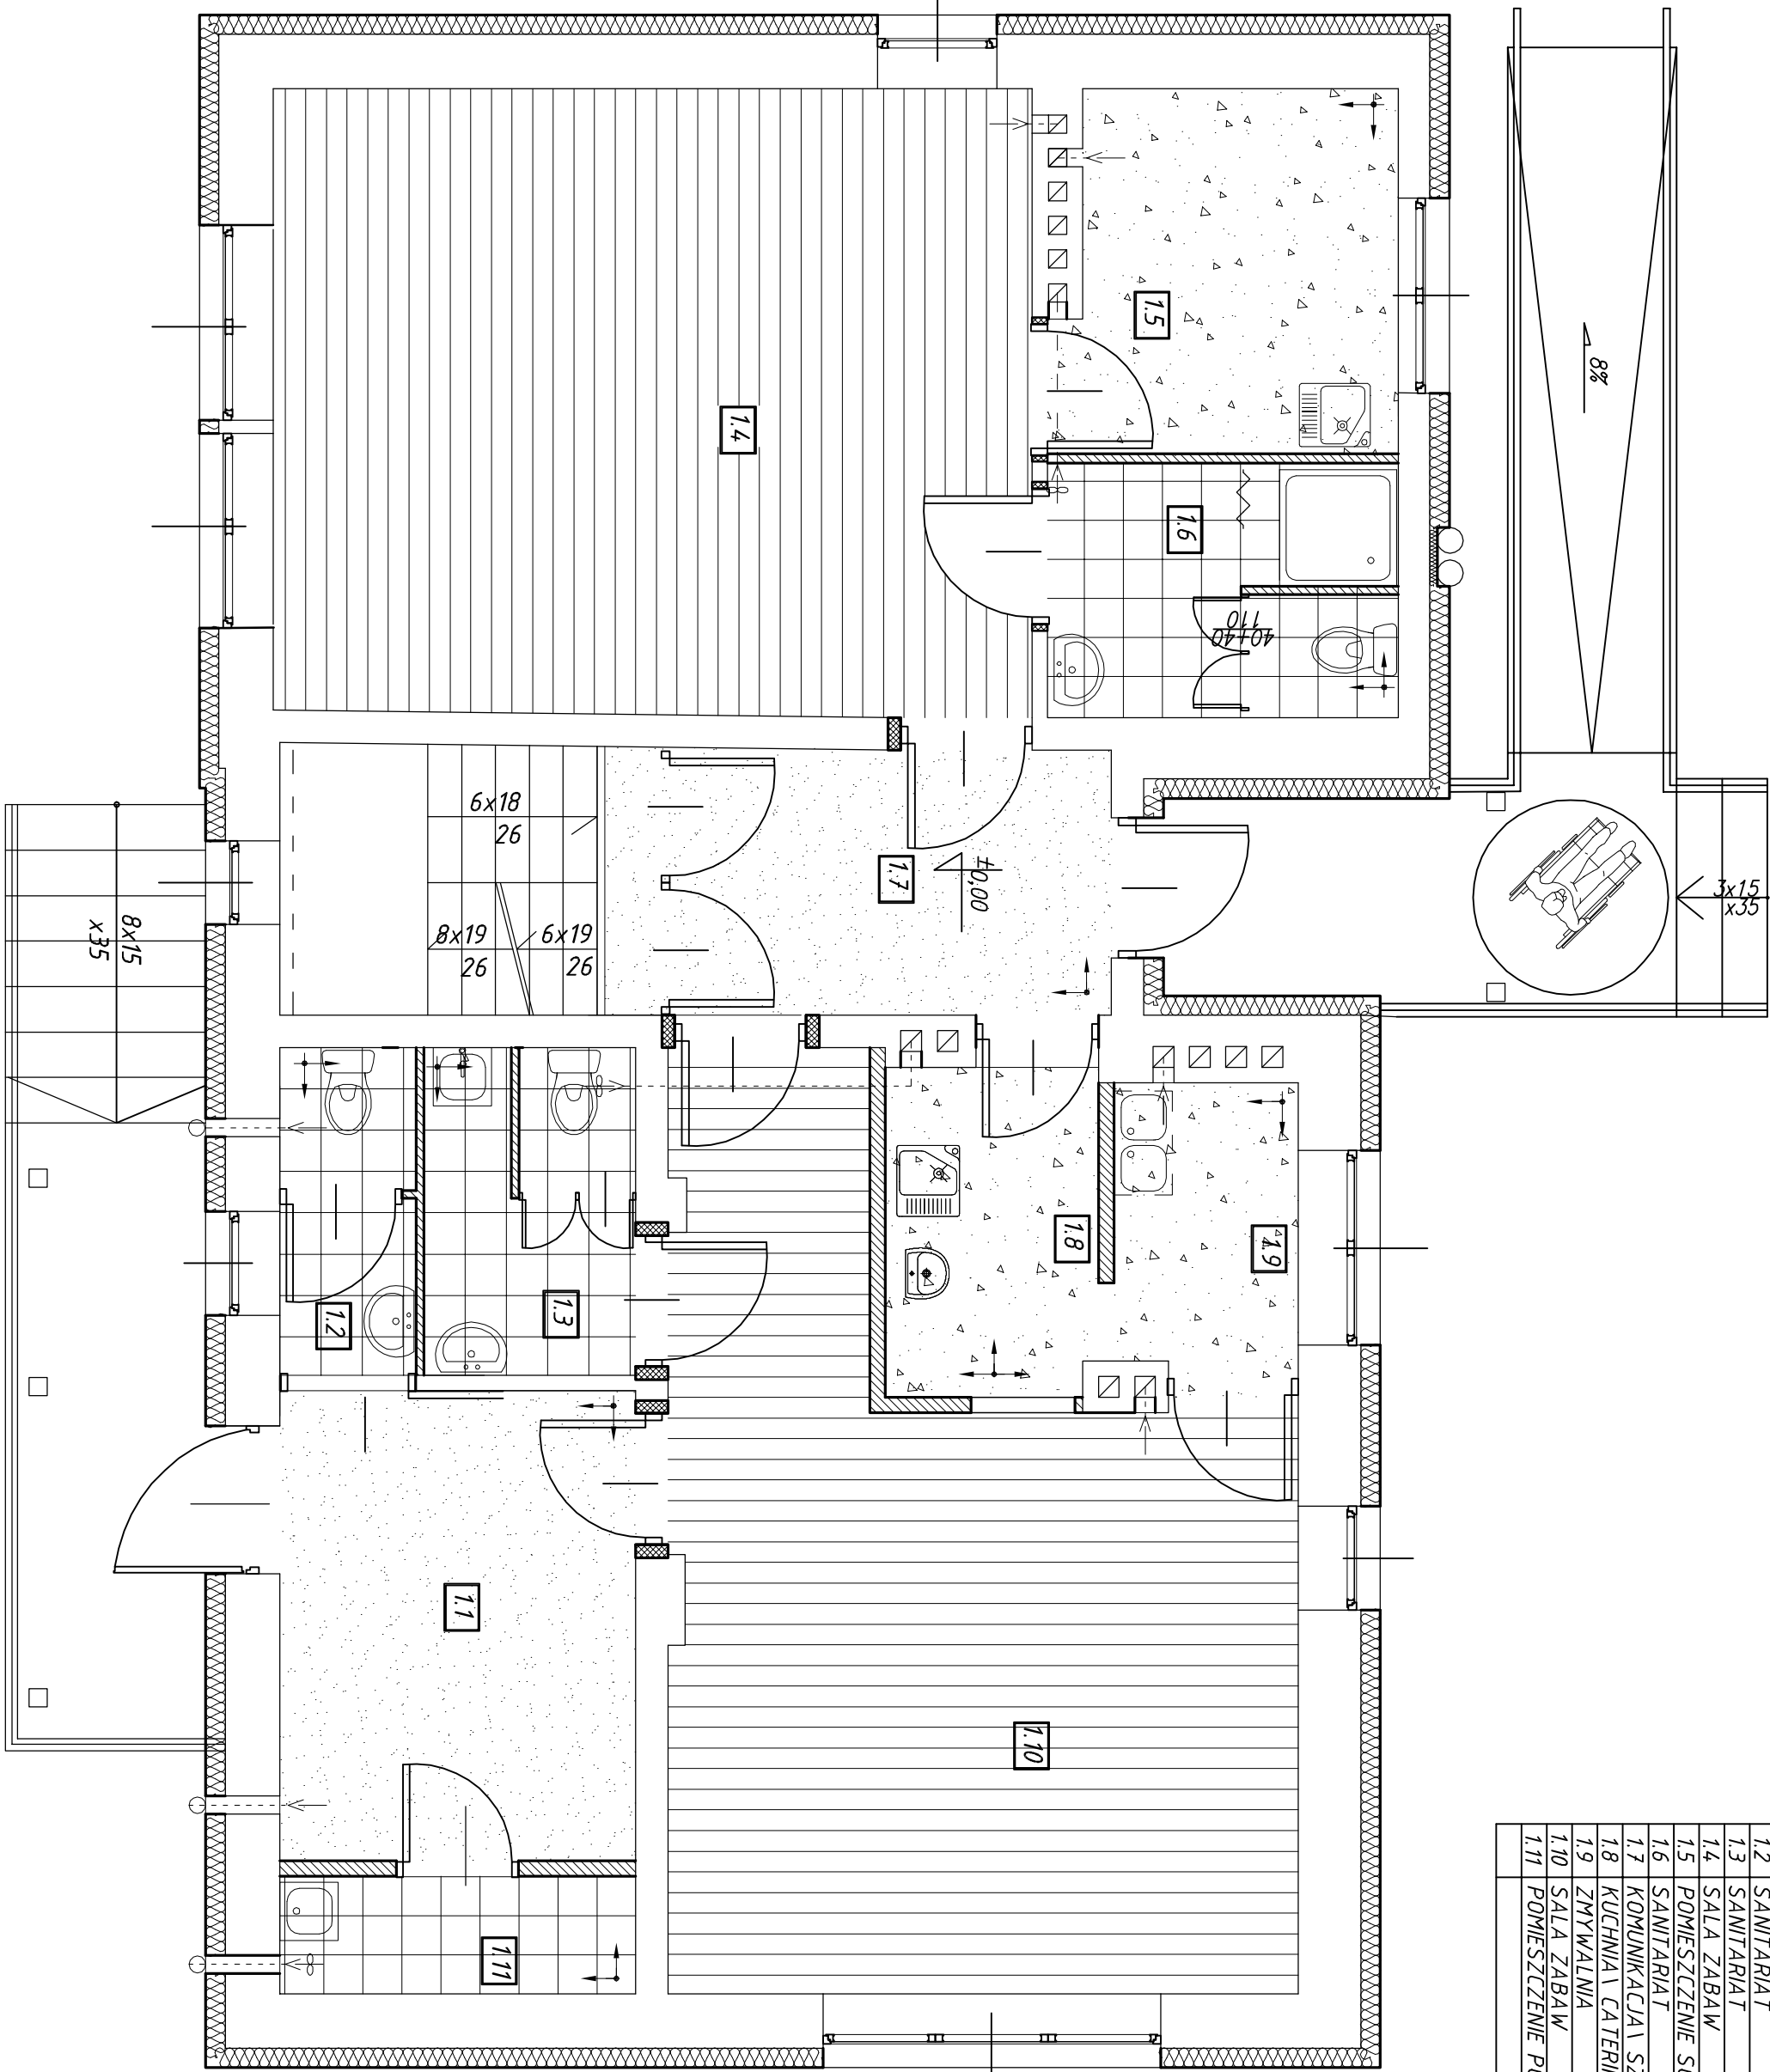 8%
3x15
x35
1.5
1.6
40+40
110
1.4
1.7
±0,00
6x18
26
8x19
26
6x19
26
8x15
x35
1.8
1.9
1.2
1.3
1.1
1.10
1.11
1.2 SANITARIAT
1.3 SANITARIAT
1.4 SALA ZABAW
1.5 POMIESZCZENIE
1.6 SANITARIAT
1.7 KOMUNIKACJA\
1.8 KUCHNIA\
1.9 ZMYWALNIA
1.10 SALA ZABAW
1.11 POMIESZCZENIE